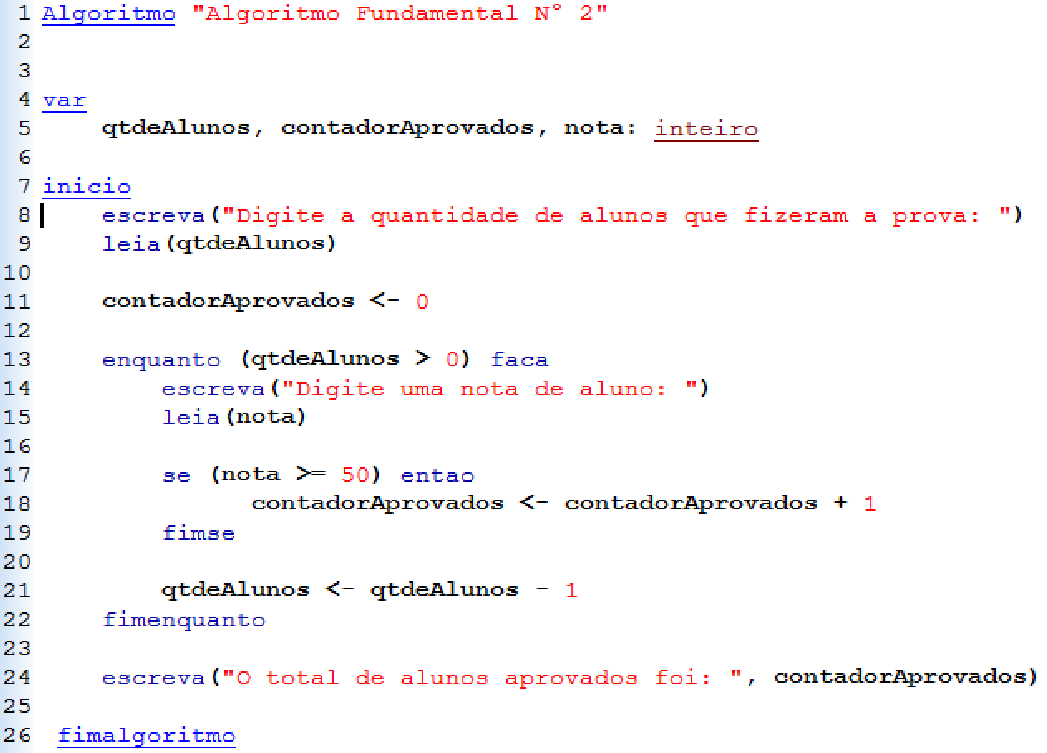 1 Algoritmo "Algoritmo Fundamental N° 2"
2
3
4 var
5 qtdeAlunos, contadorAprovados, nota: inteiro
6
7 inicio
8 escreva("Digite a quantidade de alunos que fizeram a prova: ")
9 leia(qtdeAlunos)
10
11 contadorAprovados <- 0
12
13 enquanto (qtdeAlunos > 0) faca
14 escreva("Digite uma nota de aluno: ")
15 leia(nota)
16
17 se (nota >= 50) entao
18 contadorAprovados <- contadorAprovados + 1
19 fimse
20
21 qtdeAlunos <- qtdeAlunos - 1
22 fimenquanto
23
24 escreva("O total de alunos aprovados foi: ", contadorAprovados)
25
26 fimalgoritmo